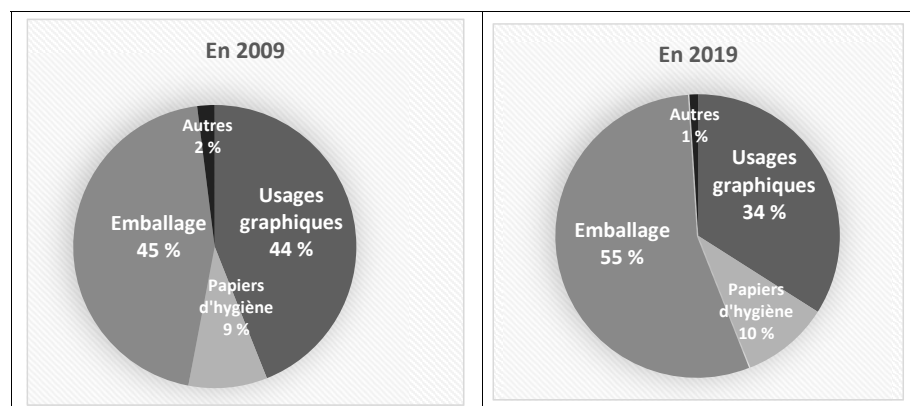 En 2009
Autres
2 %
Usages
graphiques
44 %
Emballage
45 %
Papiers
d'hygiène
9 %
En 2019
Autres
1 %
Usages
graphiques
34 %
Emballage
55 %
Papiers
d'hygiène
10 %